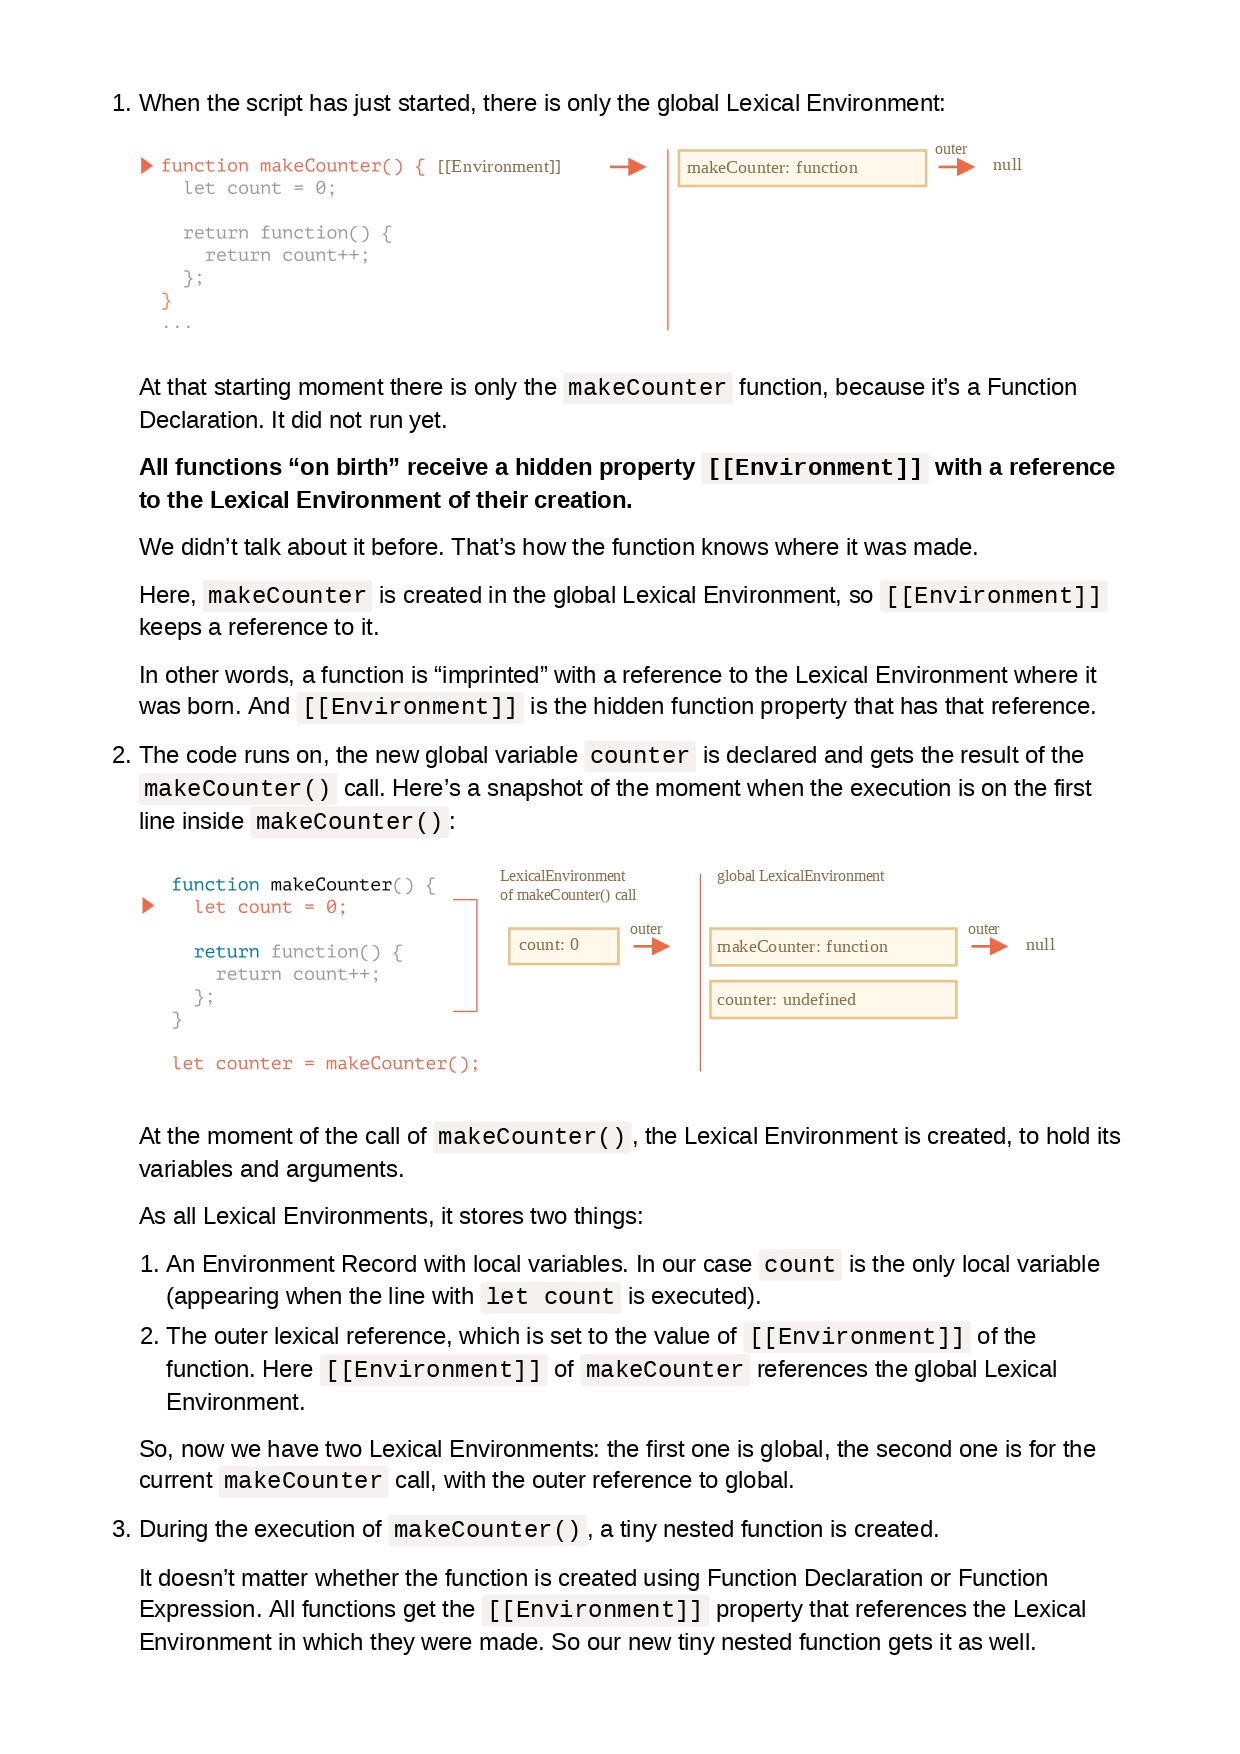 1. When the script has just started, there is only the global Lexical Environment:
function makeCounter() { [[Environment]] makeCounter: function outer null
let count = 0;
return function() {
return count++;
};
}
...
At that starting moment there is only the makeCounter function, because it’s a Function
Declaration. It did not run yet.
All functions “on birth” receive a hidden property [[Environment]] with a reference
to the Lexical Environment of their creation.
We didn’t talk about it before. That’s how the function knows where it was made.
Here, makeCounter is created in the global Lexical Environment, so [[Environment]]
keeps a reference to it.
In other words, a function is “imprinted” with a reference to the Lexical Environment where it
was born. And [[Environment]] is the hidden function property that has that reference.
2. The code runs on, the new global variable counter is declared and gets the result of the
makeCounter() call. Here’s a snapshot of the moment when the execution is on the first
line inside makeCounter():
function makeCounter() {
let count = 0;
return function() {
return count++;
};
}
let counter = makeCounter();
LexicalEnvironment
of makeCounter() call
count: 0
outer
global LexicalEnvironment
makeCounter: function
counter: undefined
outer
null
At the moment of the call of makeCounter(), the Lexical Environment is created, to hold its
variables and arguments.
As all Lexical Environments, it stores two things:
1. An Environment Record with local variables. In our case count is the only local variable
(appearing when the line with let count is executed).
2. The outer lexical reference, which is set to the value of [[Environment]] of the
function. Here [[Environment]] of makeCounter references the global Lexical
Environment.
So, now we have two Lexical Environments: the first one is global, the second one is for the
current makeCounter call, with the outer reference to global.
3. During the execution of makeCounter(), a tiny nested function is created.
It doesn’t matter whether the function is created using Function Declaration or Function
Expression. All functions get the [[Environment]] property that references the Lexical
Environment in which they were made. So our new tiny nested function gets it as well.